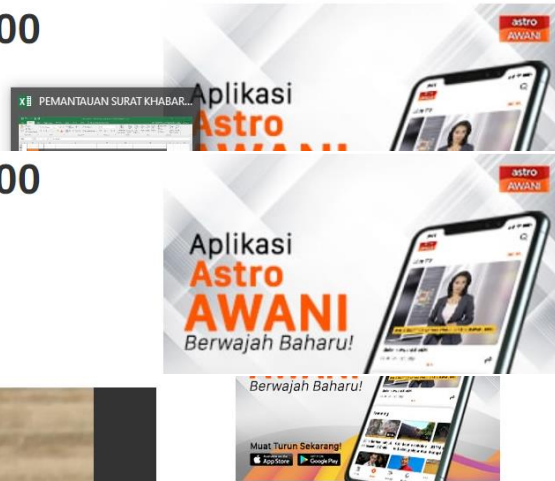 00
astro
AWANI
PEMANTAUAN SURAT KHABAR...
Aplikasi
Astro
AWANI
00
astro
AWANI
Aplikasi
Astro
AWANI
Berwajah Baharu!
Berwajah Baharu!
Muat Turun Sekarang!
App Store
Google Play